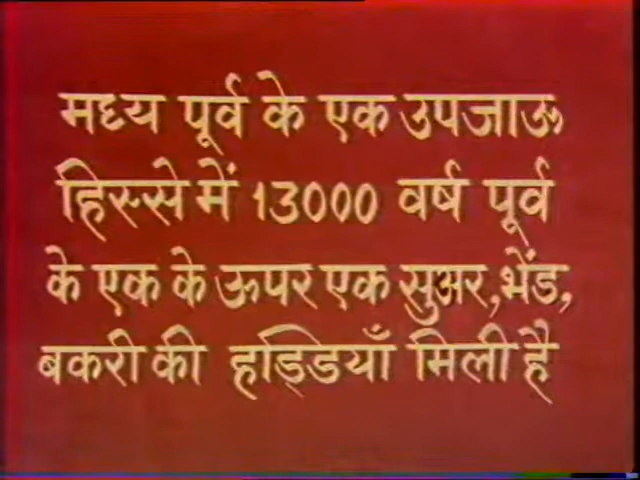 मध्य पूर्व के एक उपजाऊ
हिस्से में 13000 वर्ष पूर्व
के एक के ऊपर एक सुअर, भेंड,
बकरी की हड्डियाँ मिली है